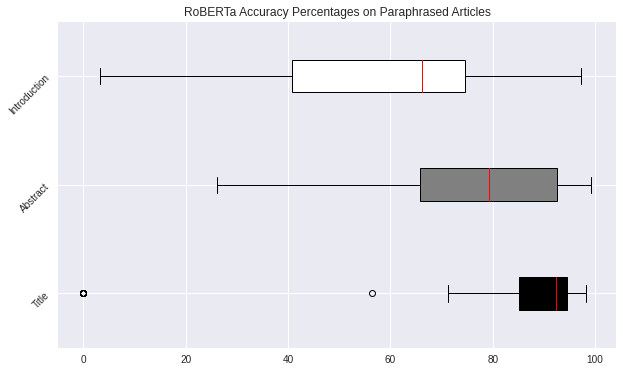 RoBERTa Accuracy Percentages on Paraphrased Articles
Introduction
Abstract
Title
0 20 40 60 80 100